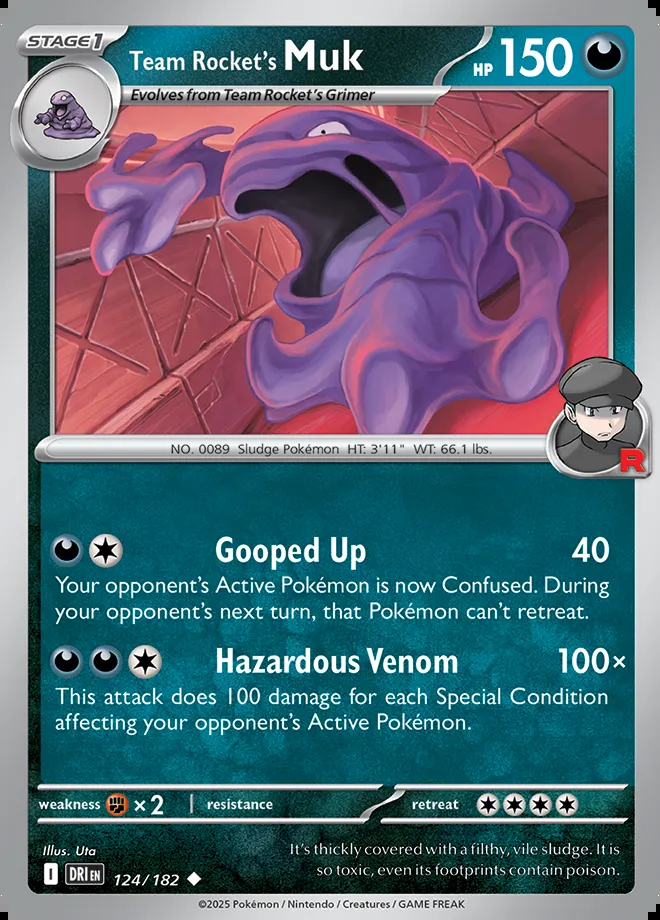 STAGE1
Team Rocket's Muk
HP 150
Evolves from Team Rocket's Grimer
R
NO. 0089 Sludge Pokémon HT: 3'11" WT: 66.1 lbs.
Gooped Up 40
Your opponent's Active Pokémon is now Confused. During
your opponent's next turn, that Pokémon can't retreat.
Hazardous Venom 100×
This attack does 100 damage for each Special Condition
affecting your opponent's Active Pokémon.
weakness ×2 resistance retreat
Illus. Uta
It's thickly covered with a filthy, vile sludge. It is
so toxic, even its footprints contain poison.
I DRI EN 124/182
©2025 Pokémon / Nintendo / Creatures / GAME FREAK